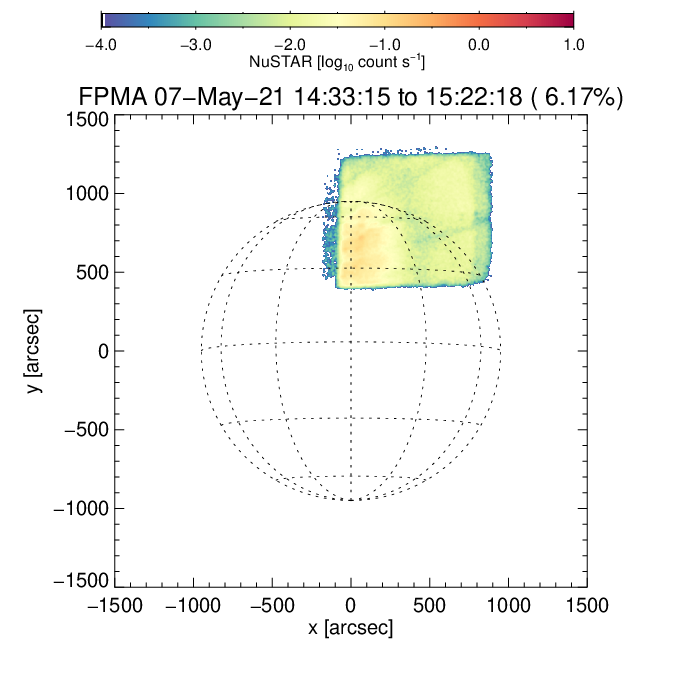 −4.0 −3.0 −2.0 −1.0 0.0 1.0
NuSTAR [log₁₀ count s⁻¹]
FPMA 07−May−21 14:33:15 to 15:22:18 ( 6.17%)
1500
1000
500
0
−500
−1000
−1500
y [arcsec]
−1500 −1000 −500 0 500 1000 1500
x [arcsec]